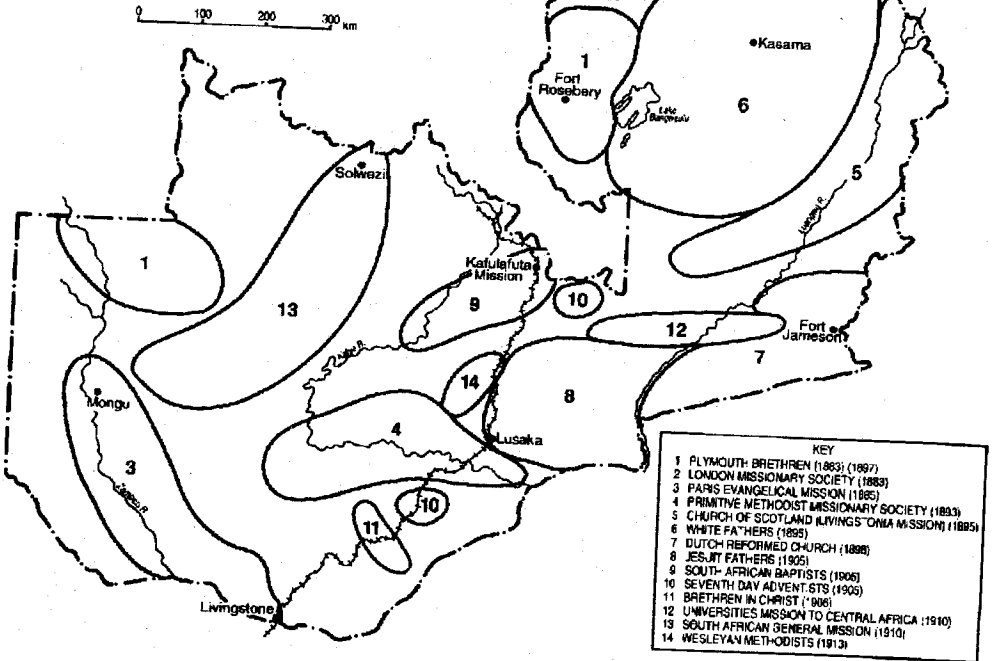 0 100 200 300 km
Kasama
1
Fort
Rosebery
6
Lake
Bangweulu
5
Solwezi
Luangwa R.
1
Kafulafuta
Mission
13
9
10
12
Fort
Jameson
7
Kafue R.
14
8
Mongu
4
Lusaka
3
Zambezi R.
10
11
Livingstone
KEY
1 PLYMOUTH BRETHREN (1883) (1897)
2 LONDON MISSIONARY SOCIETY (1883)
3 PARIS EVANGELICAL MISSION (1885)
4 PRIMITIVE METHODIST MISSIONARY SOCIETY (1893)
5 CHURCH OF SCOTLAND (LIVINGSTONIA MISSION) (1895)
6 WHITE FATHERS (1895)
7 DUTCH REFORMED CHURCH (1898)
8 JESUIT FATHERS (1905)
9 SOUTH AFRICAN BAPTISTS (1905)
10 SEVENTH DAY ADVENTISTS (1905)
11 BRETHREN IN CHRIST (1906)
12 UNIVERSITIES MISSION TO CENTRAL AFRICA (1910)
13 SOUTH AFRICAN GENERAL MISSION (1910)
14 WESLEYAN METHODISTS (1913)